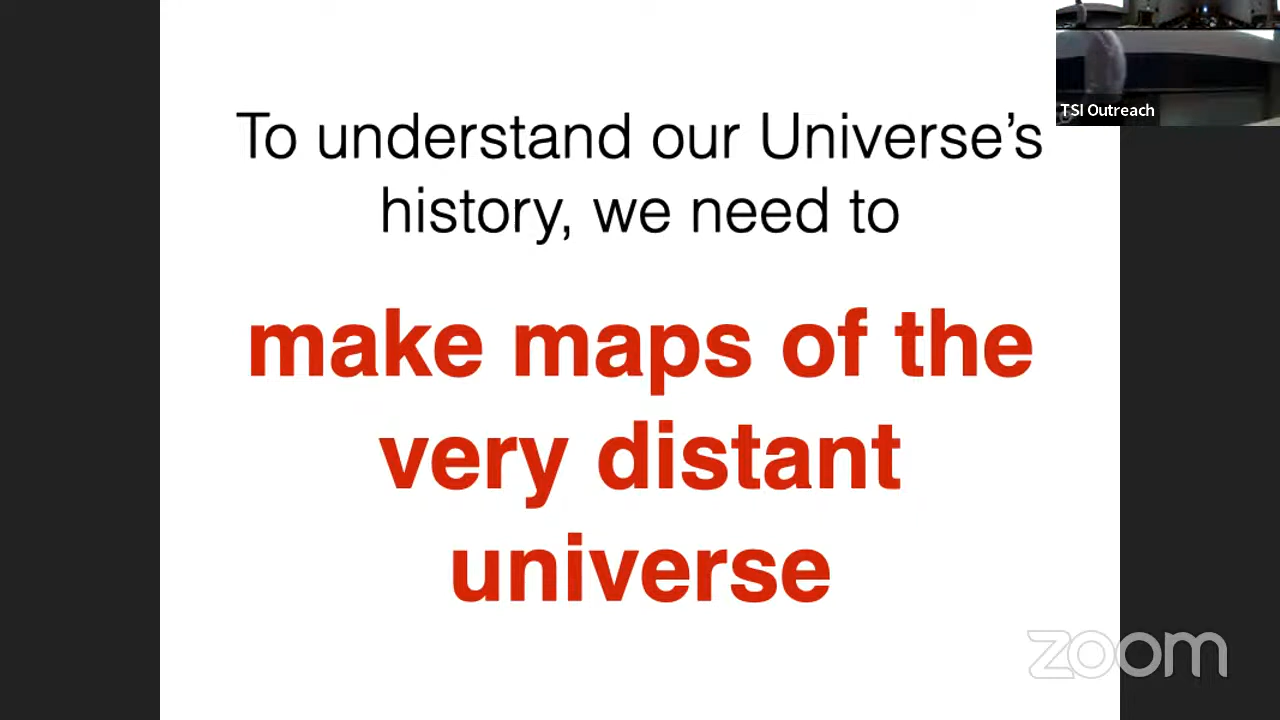 TSI Outreach
To understand our Universe’s
history, we need to
make maps of the
very distant
universe
zoom